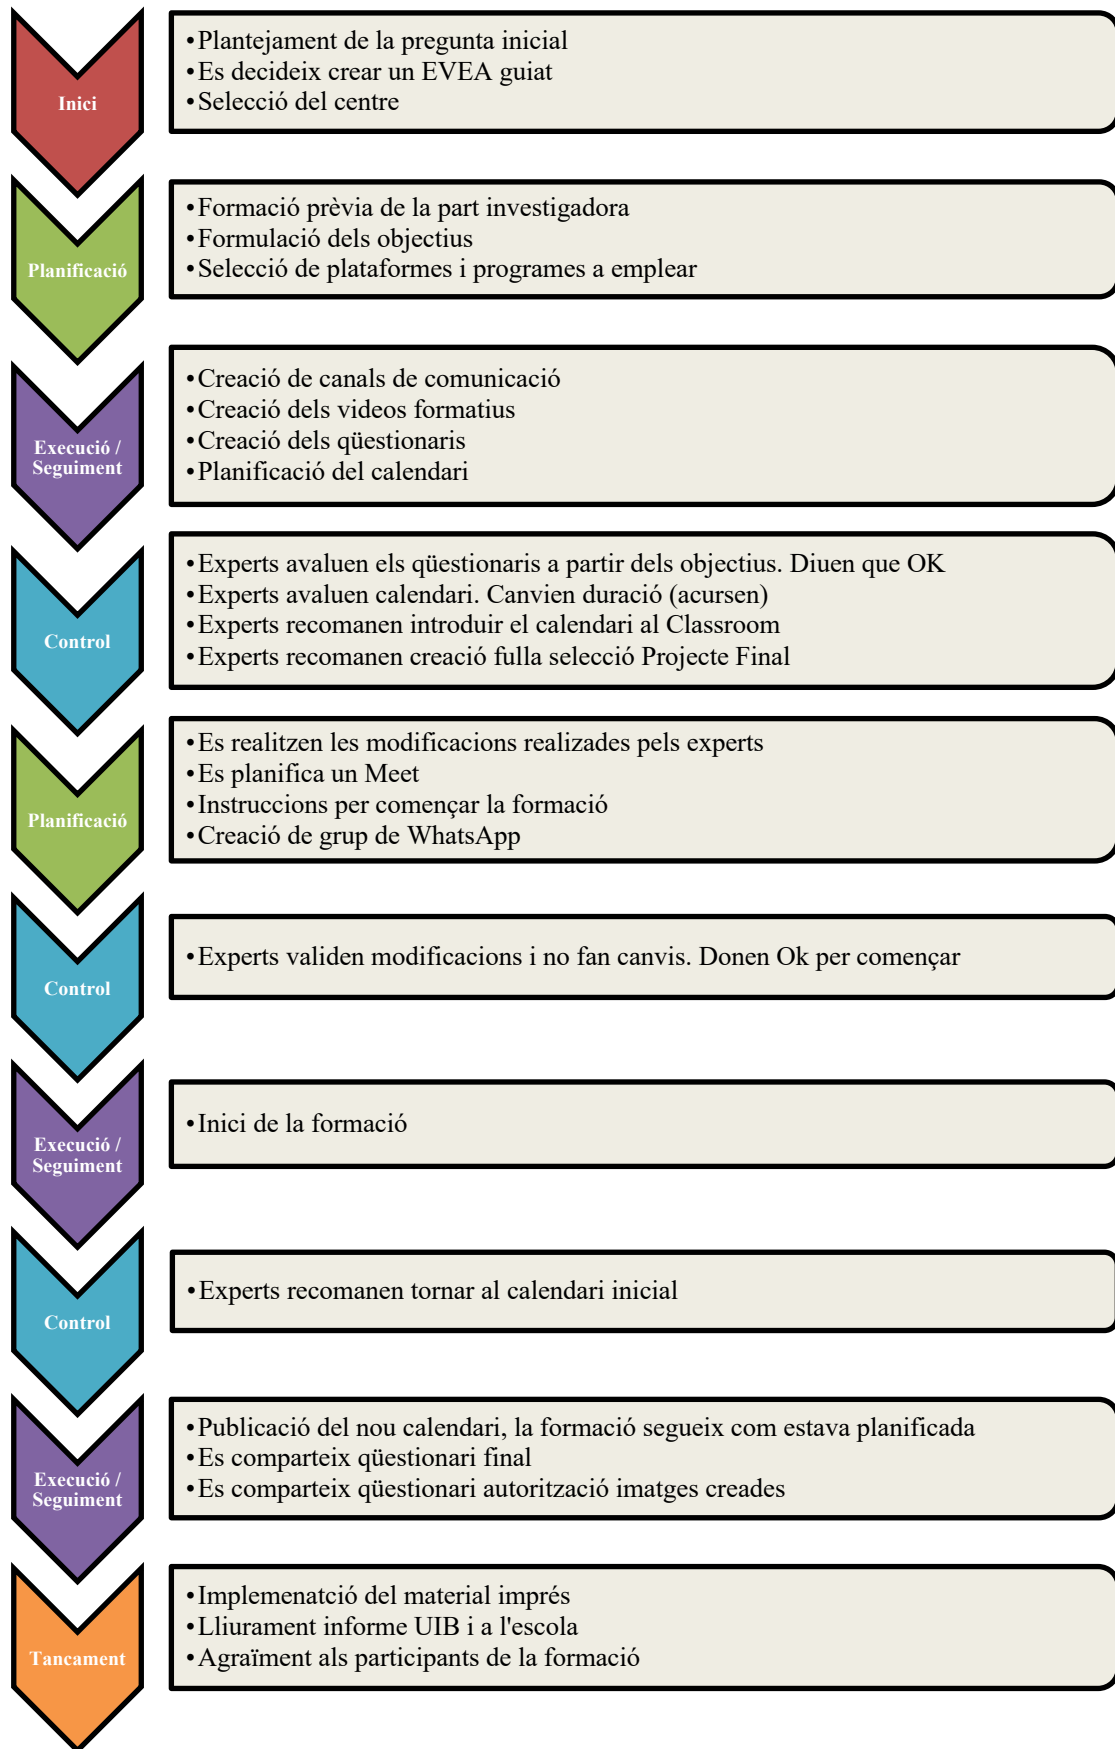 Inici
•Plantejament de la pregunta inicial
•Es decideix crear un EVEA guiat
•Selecció del centre
Planificació
•Formació prèvia de la part investigadora
•Formulació dels objectius
•Selecció de plataformes i programes a emplear
Execució /
Seguiment
•Creació de canals de comunicació
•Creació dels videos formatius
•Creació dels qüestionaris
•Planificació del calendari
Control
•Experts avaluen els qüestionaris a partir dels objectius. Diuen que OK
•Experts avaluen calendari. Canvien duració (acursen)
•Experts recomanen introduir el calendari al Classroom
•Experts recomanen creació fulla selecció Projecte Final
Planificació
•Es realitzen les modificacions realizades pels experts
•Es planifica un Meet
•Instruccions per començar la formació
•Creació de grup de WhatsApp
Control
•Experts validen modificacions i no fan canvis. Donen Ok per començar
Execució /
Seguiment
•Inici de la formació
Control
•Experts recomanen tornar al calendari inicial
Execució /
Seguiment
•Publicació del nou calendari, la formació segueix com estava planificada
•Es comparteix qüestionari final
•Es comparteix qüestionari autorització imatges creades
Tancament
•Implemenatció del material imprés
•Lliurament informe UIB i a l'escola
•Agraïment als participants de la formació